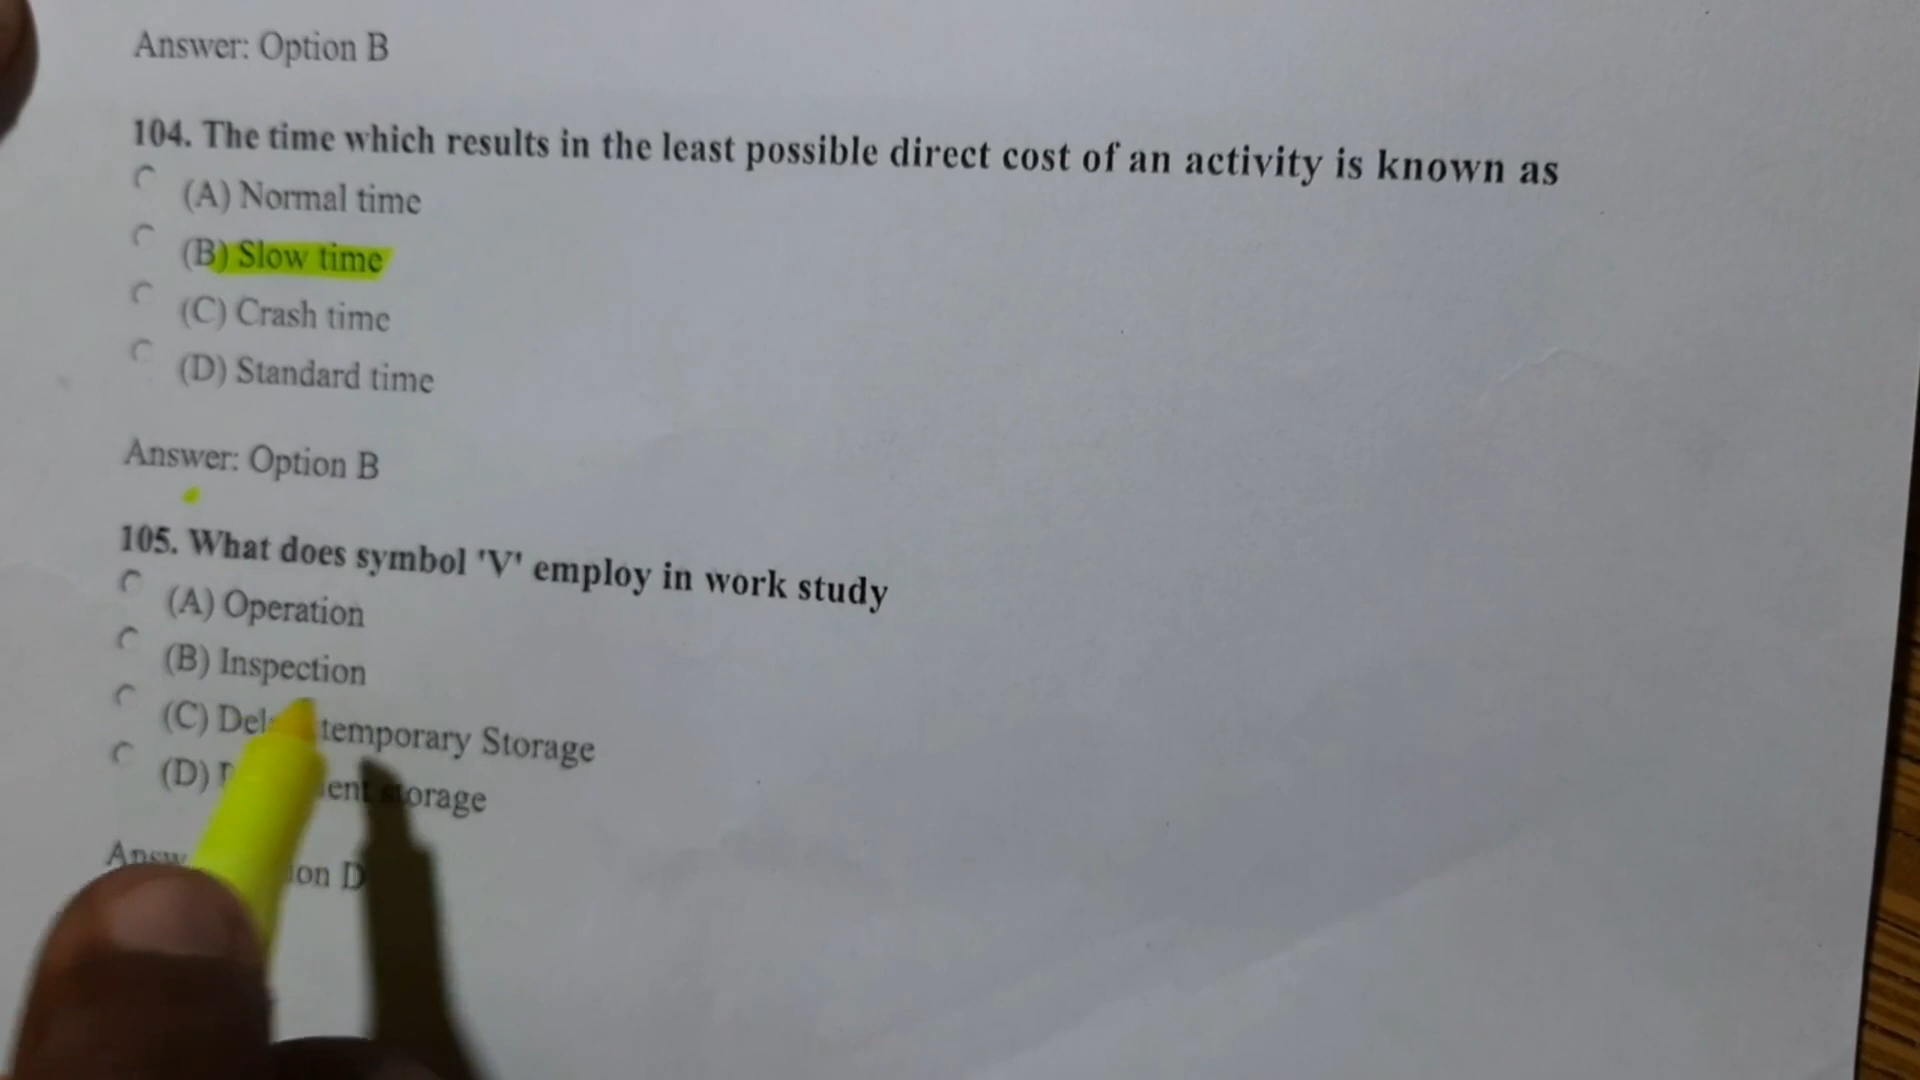 Answer: Option B
104. The time which results in the least possible direct cost of an activity is known as
(A) Normal time
(B) Slow time
(C) Crash time
(D) Standard time
Answer: Option B
105. What does symbol 'V' employ in work study
(A) Operation
(B) Inspection
(C) temporary Storage
(D) storage
D